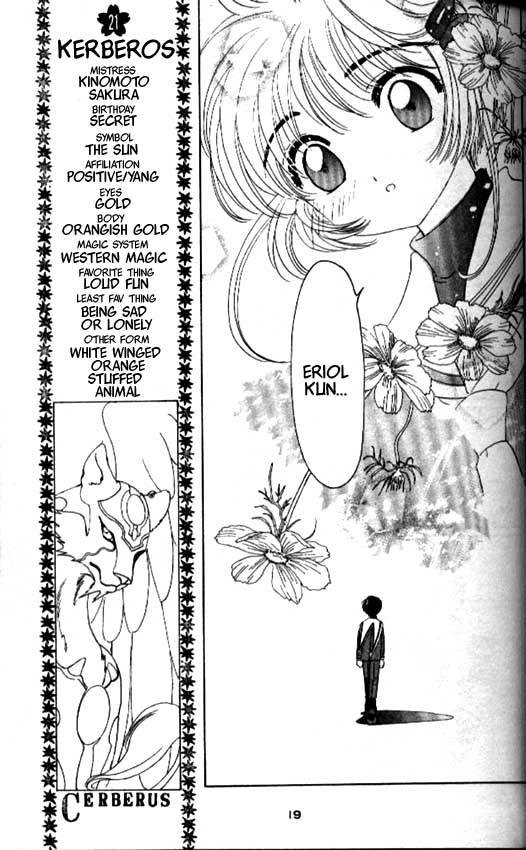 21
KERBEROS
MISTRESS
KINOMOTO
SAKURA
BIRTHDAY
SECRET
SYMBOL
THE SUN
AFFILIATION
POSITIVE/YANG
EYES
GOLD
BODY
ORANGISH GOLD
MAGIC SYSTEM
WESTERN MAGIC
FAVORITE THING
LOUD FUN
LEAST FAV THING
BEING SAD
OR LONELY
OTHER FORM
WHITE WINGED
ORANGE
STUFFED
ANIMAL
CERBERUS
ERIOL
KUN...
19